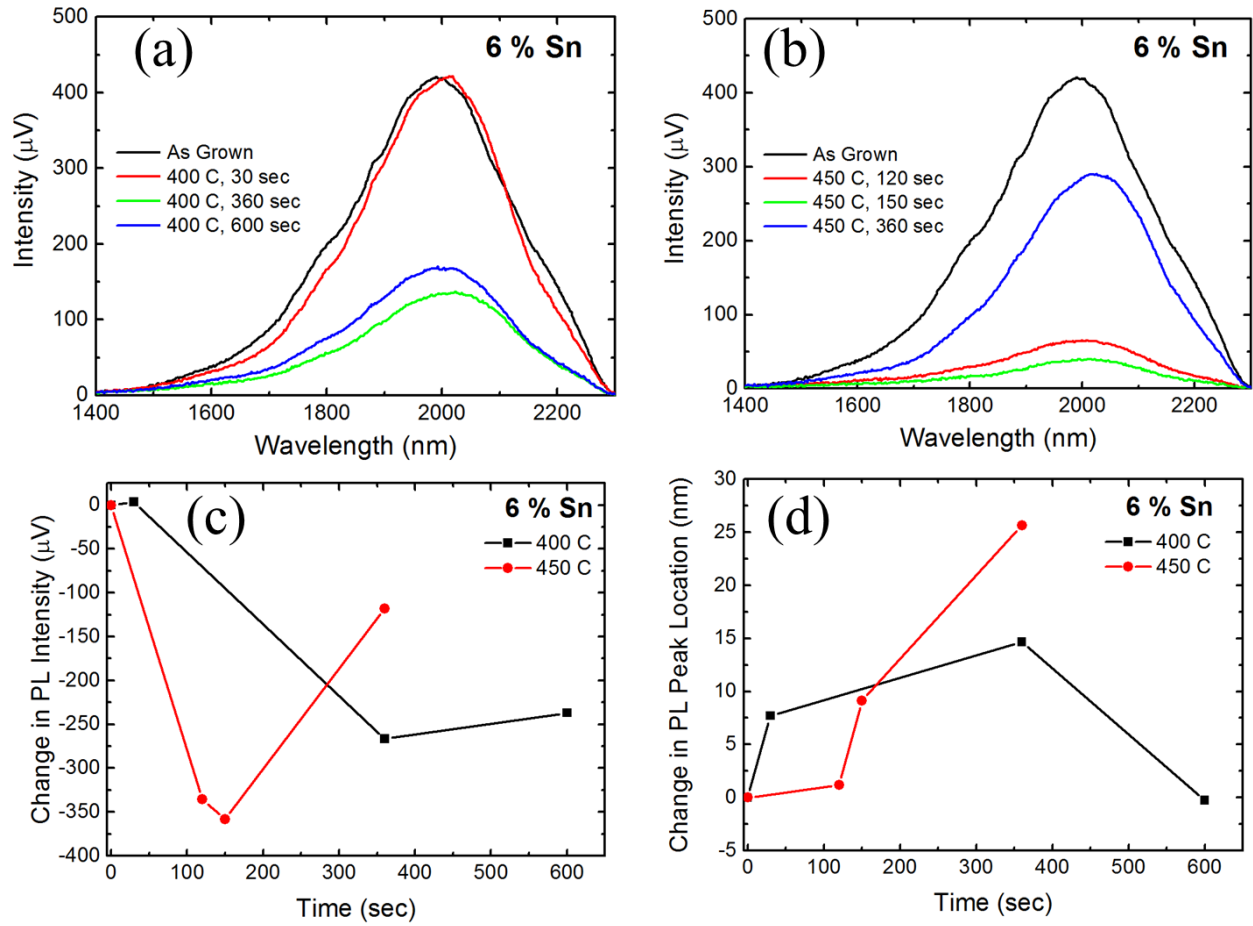 (a)
6 % Sn
Intensity (μV)
500
400
300
200
100
0
As Grown
400 C, 30 sec
400 C, 360 sec
400 C, 600 sec
1400 1600 1800 2000 2200
Wavelength (nm)
(b)
6 % Sn
Intensity (μV)
500
400
300
200
100
0
As Grown
450 C, 120 sec
450 C, 150 sec
450 C, 360 sec
1400 1600 1800 2000 2200
Wavelength (nm)
(c)
6 % Sn
Change in PL Intensity (μV)
0
-50
-100
-150
-200
-250
-300
-350
-400
400 C
450 C
0 100 200 300 400 500 600
Time (sec)
(d)
6 % Sn
Change in PL Peak Location (nm)
30
25
20
15
10
5
0
-5
400 C
450 C
0 100 200 300 400 500 600
Time (sec)